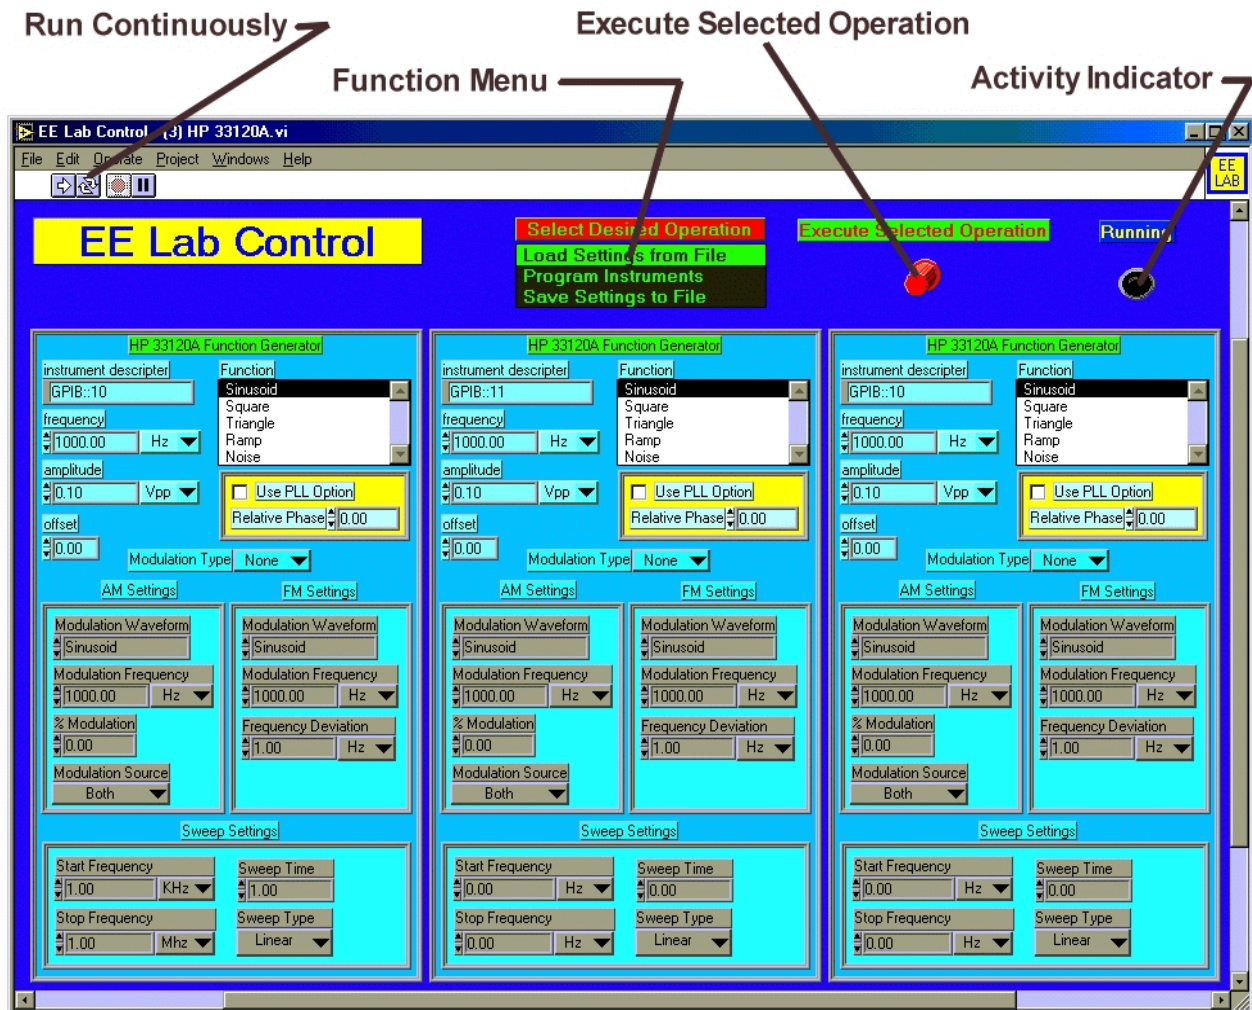 Run Continuously
Execute Selected Operation
Function Menu
Activity Indicator
EE Lab Control - (3) HP 33120A.vi
File Edit Operate Project Windows Help
EE
LAB
EE Lab Control
Select Desired Operation
Load Settings from File
Program Instruments
Save Settings to File
Execute Selected Operation
Running
HP 33120A Function Generator
instrument descripter
GPIB::10
Function
Sinusoid
Square
Triangle
Ramp
Noise
frequency
1000.00 Hz
amplitude
0.10 Vpp
Use PLL Option
Relative Phase 0.00
offset
0.00
Modulation Type None
AM Settings
Modulation Waveform
Sinusoid
Modulation Frequency
1000.00 Hz
% Modulation
0.00
Modulation Source
Both
FM Settings
Modulation Waveform
Sinusoid
Modulation Frequency
1000.00 Hz
Frequency Deviation
1.00 Hz
Sweep Settings
Start Frequency
1.00 KHz
Sweep Time
1.00
Stop Frequency
1.00 Mhz
Sweep Type
Linear
HP 33120A Function Generator
instrument descripter
GPIB::11
Function
Sinusoid
Square
Triangle
Ramp
Noise
frequency
1000.00 Hz
amplitude
0.10 Vpp
Use PLL Option
Relative Phase 0.00
offset
0.00
Modulation Type None
AM Settings
Modulation Waveform
Sinusoid
Modulation Frequency
1000.00 Hz
% Modulation
0.00
Modulation Source
Both
FM Settings
Modulation Waveform
Sinusoid
Modulation Frequency
1000.00 Hz
Frequency Deviation
1.00 Hz
Sweep Settings
Start Frequency
0.00 Hz
Sweep Time
0.00
Stop Frequency
0.00 Hz
Sweep Type
Linear
HP 33120A Function Generator
instrument descripter
GPIB::10
Function
Sinusoid
Square
Triangle
Ramp
Noise
frequency
1000.00 Hz
amplitude
0.10 Vpp
Use PLL Option
Relative Phase 0.00
offset
0.00
Modulation Type None
AM Settings
Modulation Waveform
Sinusoid
Modulation Frequency
1000.00 Hz
% Modulation
0.00
Modulation Source
Both
FM Settings
Modulation Waveform
Sinusoid
Modulation Frequency
1000.00 Hz
Frequency Deviation
1.00 Hz
Sweep Settings
Start Frequency
0.00 Hz
Sweep Time
0.00
Stop Frequency
0.00 Hz
Sweep Type
Linear